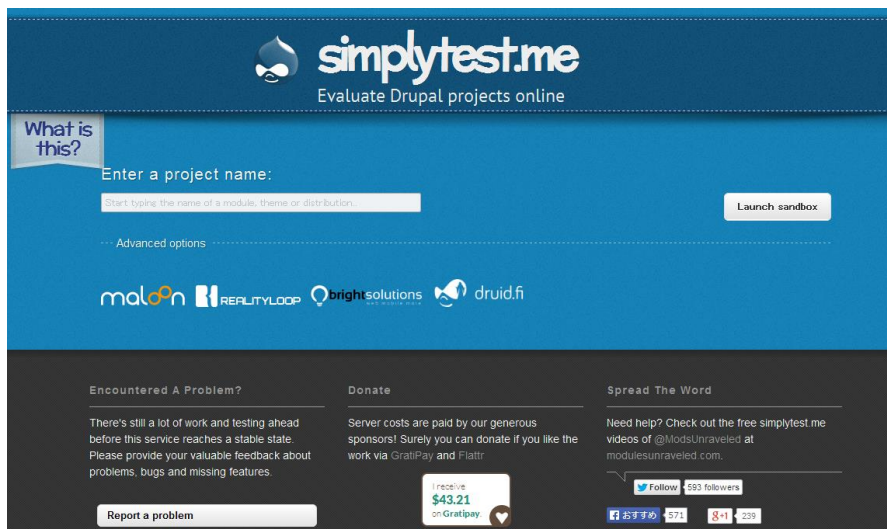 simplytest.me
Evaluate Drupal projects online
What is
this?
Enter a project name:
Start typing the name of a module, theme or distribution.
Launch sandbox
Advanced options
maloon
REALITYLOOP
brightsolutions
druid.fi
Encountered A Problem?
There's still a lot of work and testing ahead
before this service reaches a stable state.
Please provide your valuable feedback about
problems, bugs and missing features.
Report a problem
Donate
Server costs are paid by our generous
sponsors! Surely you can donate if you like the
work via GratiPay and Flattr
I receive
$43.21
on Gratipay.
Spread The Word
Need help? Check out the free simplytest.me
videos of @ModsUnraveled at
modulesunraveled.com.
Follow 593 followers
おすすめ 571 g+1 239